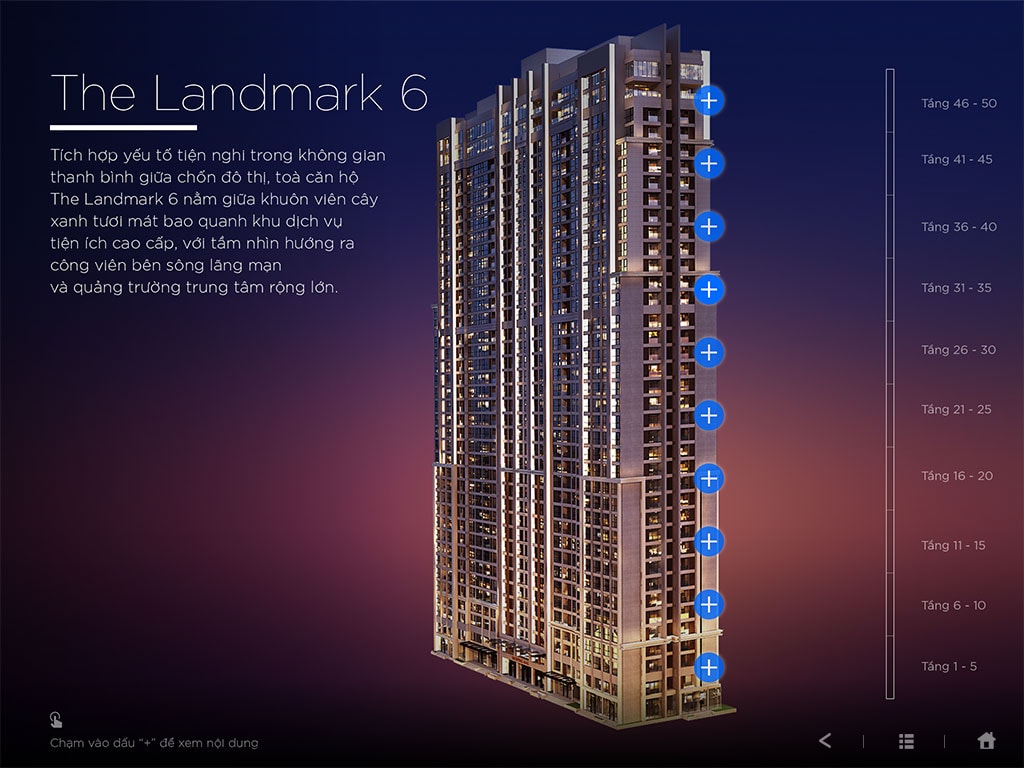 The Landmark 6
Tích hợp yếu tố tiện nghi trong không gian
thanh bình giữa chốn đô thị, toà căn hộ
The Landmark 6 nằm giữa khuôn viên cây
xanh tươi mát bao quanh khu dịch vụ
tiện ích cao cấp, với tầm nhìn hướng ra
công viên bên sông lãng mạn
và quảng trường trung tâm rộng lớn.
Tầng 46 - 50
Tầng 41 - 45
Tầng 36 - 40
Tầng 31 - 35
Tầng 26 - 30
Tầng 21 - 25
Tầng 16 - 20
Tầng 11 - 15
Tầng 6 - 10
Tầng 1 - 5
Chạm vào dấu "+" để xem nội dung